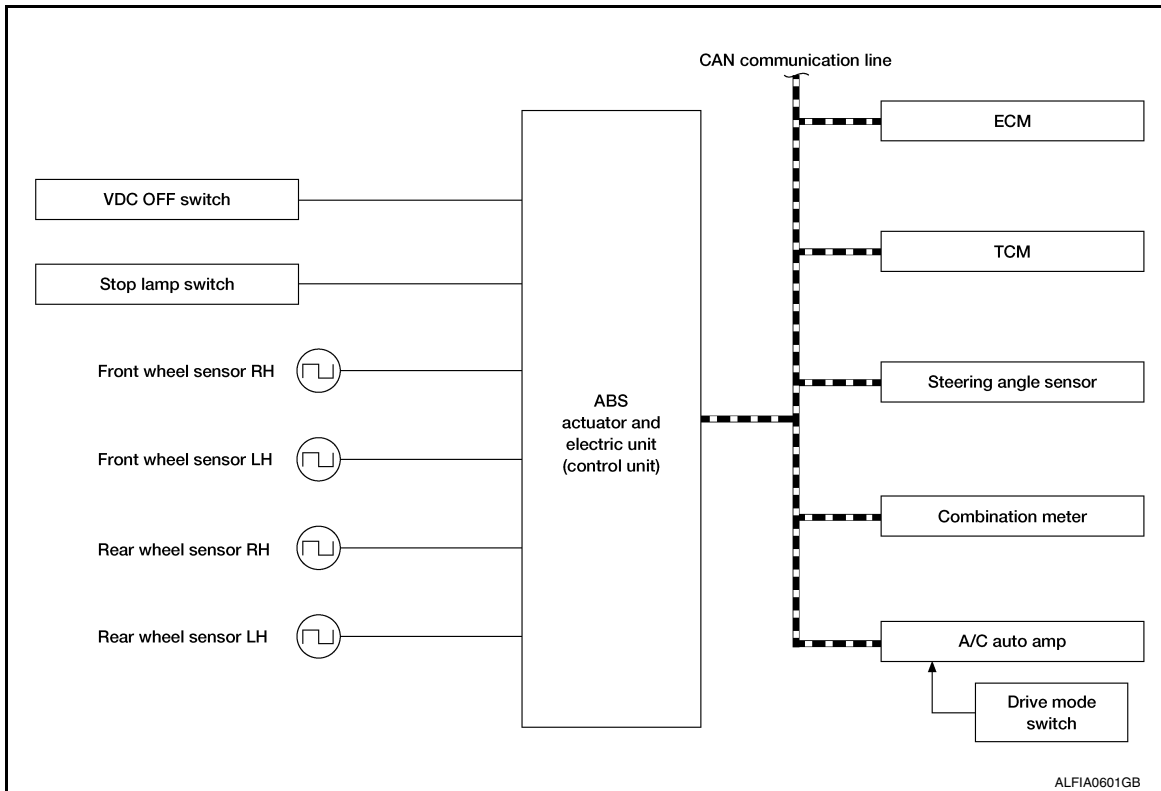 CAN communication line
ECM
VDC OFF switch
TCM
Stop lamp switch
Front wheel sensor RH
Steering angle sensor
ABS
actuator and
electric unit
(control unit)
Front wheel sensor LH
Combination meter
Rear wheel sensor RH
Rear wheel sensor LH
A/C auto amp
Drive mode
switch
ALFIA0601GB